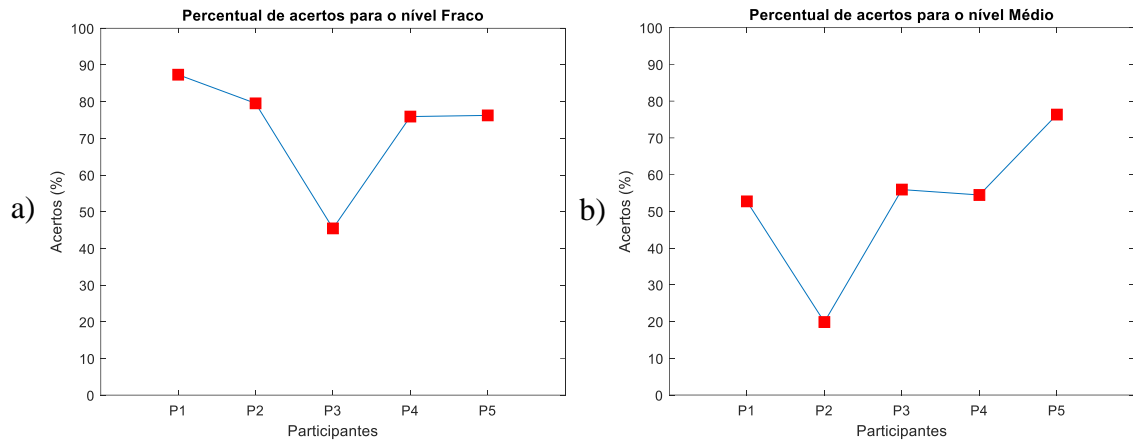 a)
Percentual de acertos para o nível Fraco
100
90
80
70
60
50
40
30
20
10
0
Acertos (%)
P1 P2 P3 P4 P5
Participantes
b)
Percentual de acertos para o nível Médio
100
90
80
70
60
50
40
30
20
10
0
Acertos (%)
P1 P2 P3 P4 P5
Participantes